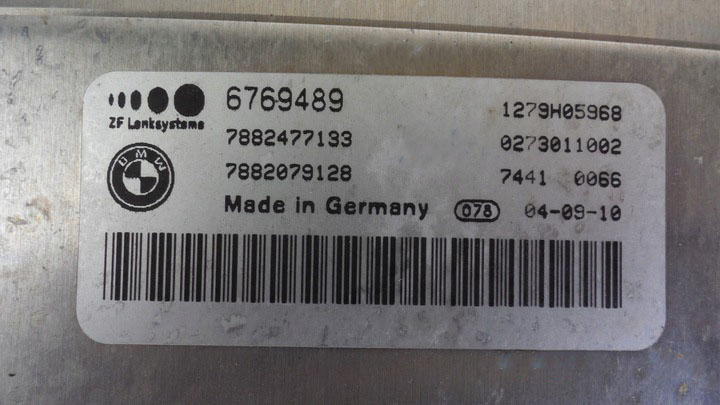 6769489 1279H05968
ZF Lenksysteme
7882477133 0273011002
BMW
7882079128 7441 0066
Made in Germany 078 04-09-10